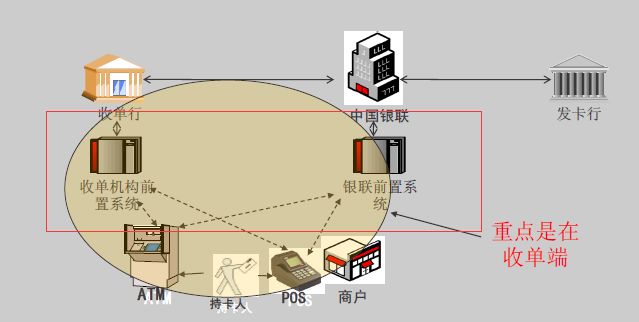 收单行
中国银联
发卡行
收单机构前
置系统
银联前置系
统
重点是在
收单端
ATM
持卡人
POS
商户